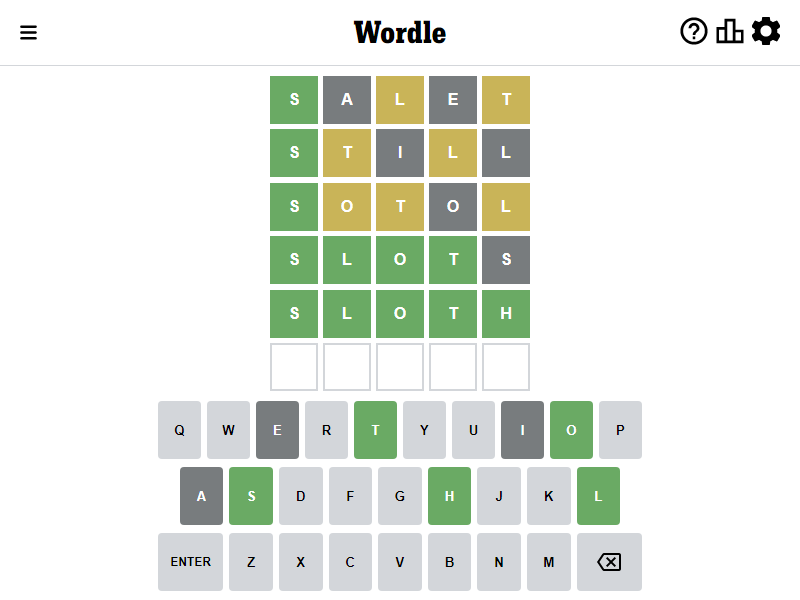 Wordle
S A L E T
S T I L L
S O T O L
S L O T S
S L O T H
Q W E R T Y U I O P
A S D F G H J K L
ENTER Z X C V B N M